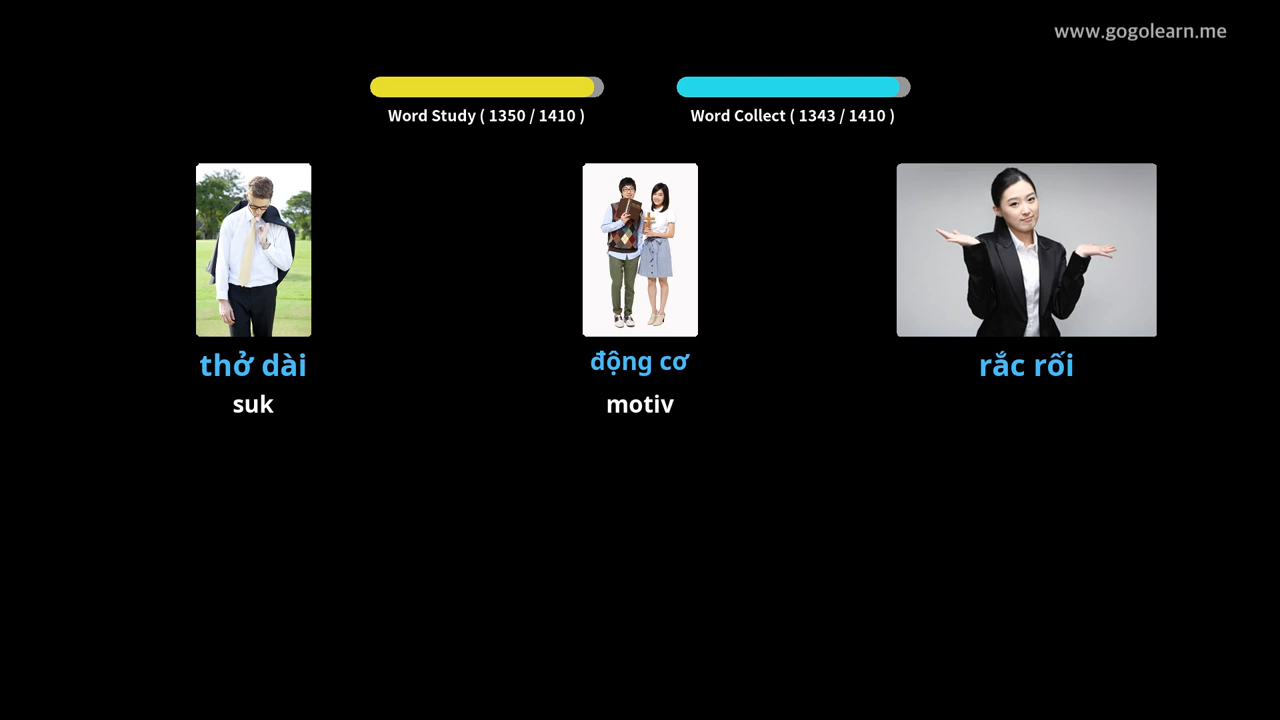 www.gogolearn.me
Word Study ( 1350 / 1410 )
Word Collect ( 1343 / 1410 )
thở dài
động cơ
rắc rối
suk
motiv